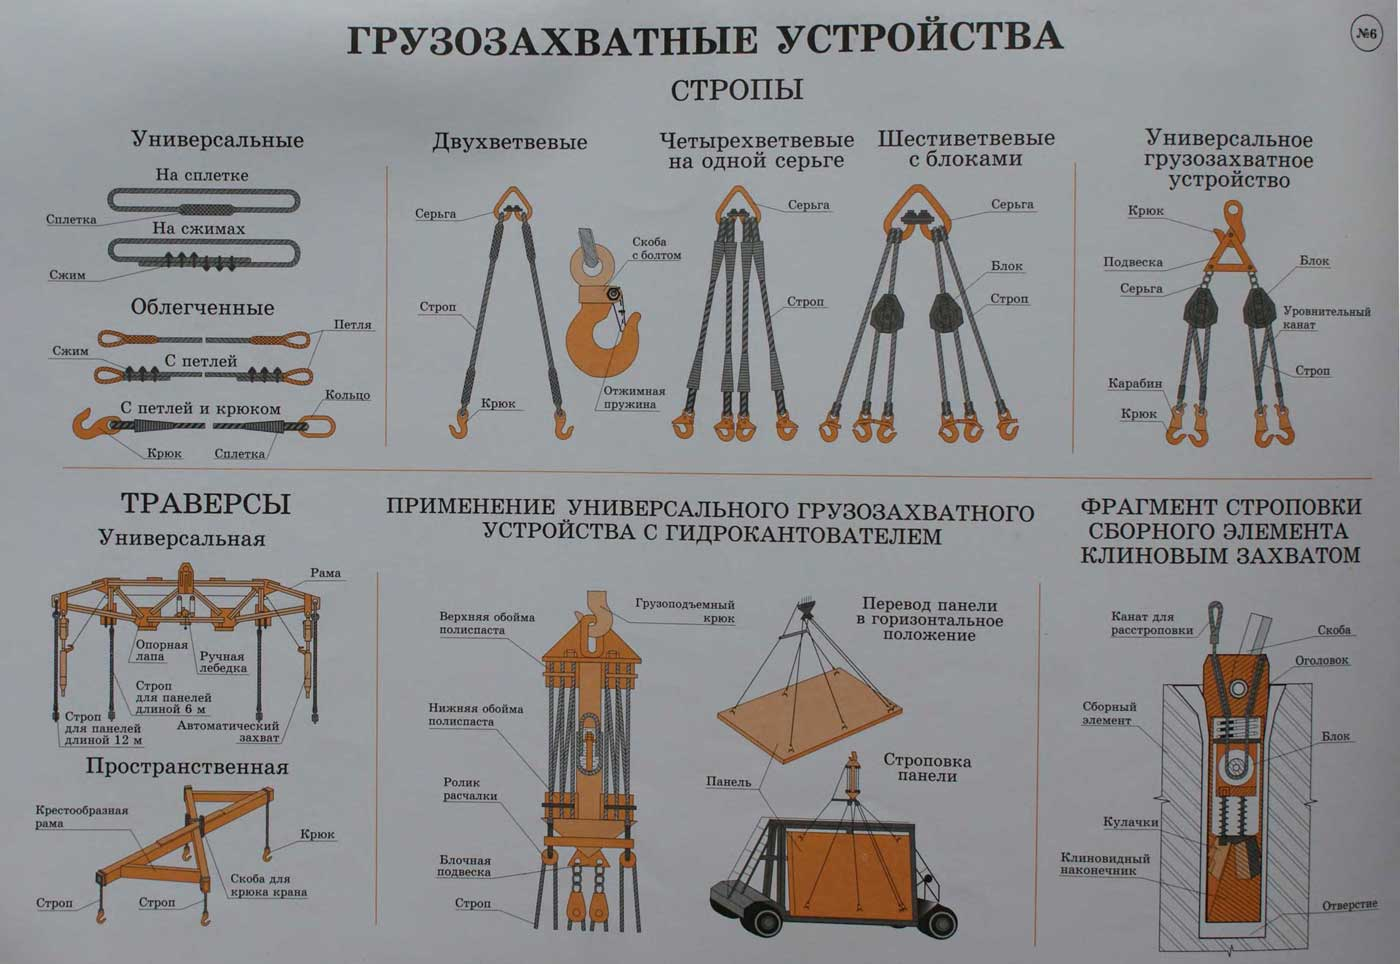 ГРУЗОЗАХВАТНЫЕ УСТРОЙСТВА
№6
СТРОПЫ
Универсальные
На сплетке
Сплетка
На сжимах
Сжим
Облегченные
Петля
Сжим
С петлей
С петлей и крюком
Кольцо
Крюк
Сплетка
Двухветвевые
Серьга
Скоба
с болтом
Строп
Отжимная
пружина
Крюк
Четырехветвевые
на одной серьге
Серьга
Строп
Шестиветвевые
с блоками
Серьга
Блок
Строп
Универсальное
грузозахватное
устройство
Крюк
Подвеска
Блок
Серьга
Уровнительный
канат
Строп
Карабин
Крюк
ТРАВЕРСЫ
Универсальная
Рама
Опорная
лапа
Ручная
лебедка
Строп
для панелей
длиной 6 м
Строп
для панелей
длиной 12 м
Автоматический
захват
Пространственная
Крестообразная
рама
Крюк
Скоба для
крюка крана
Строп
Строп
ПРИМЕНЕНИЕ УНИВЕРСАЛЬНОГО ГРУЗОЗАХВАТНОГО
УСТРОЙСТВА С ГИДРОКАНТОВАТЕЛЕМ
Верхняя обойма
полиспаста
Грузоподъемный
крюк
Нижняя обойма
полиспаста
Ролик
расчалки
Блочная
подвеска
Строп
Перевод панели
в горизонтальное
положение
Панель
Строповка
панели
ФРАГМЕНТ СТРОПОВКИ
СБОРНОГО ЭЛЕМЕНТА
КЛИНОВЫМ ЗАХВАТОМ
Канат для
расстроповки
Скоба
Оголовок
Сборный
элемент
Блок
Кулачки
Клиновидный
наконечник
Отверстие